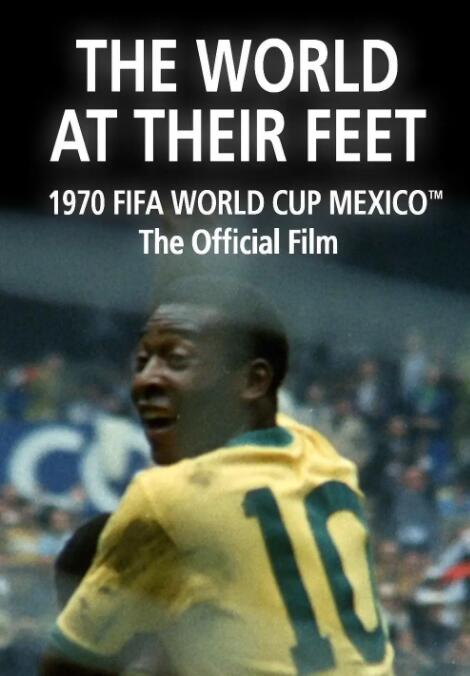 THE WORLD
AT THEIR FEET
1970 FIFA WORLD CUP MEXICO™
The Official Film
10